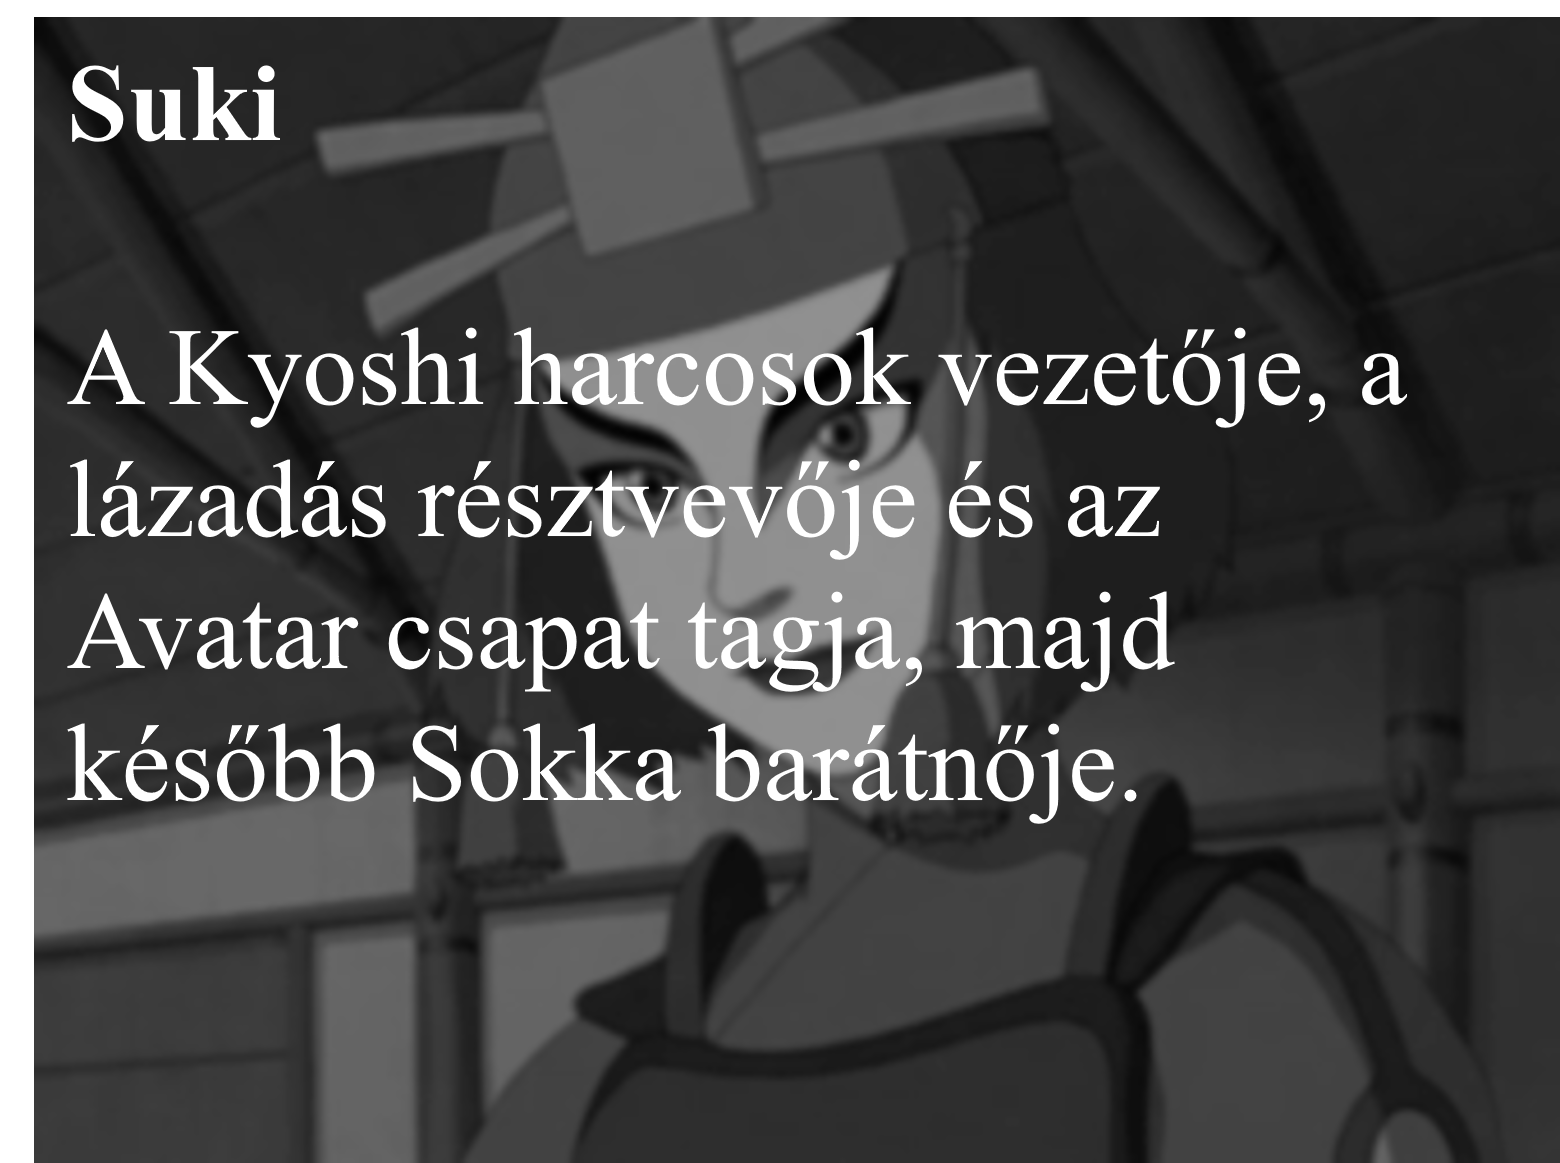 Suki
A Kyoshi harcosok vezetője, a
lázadás résztvevője és az
Avatar csapat tagja, majd
később Sokka barátnője.